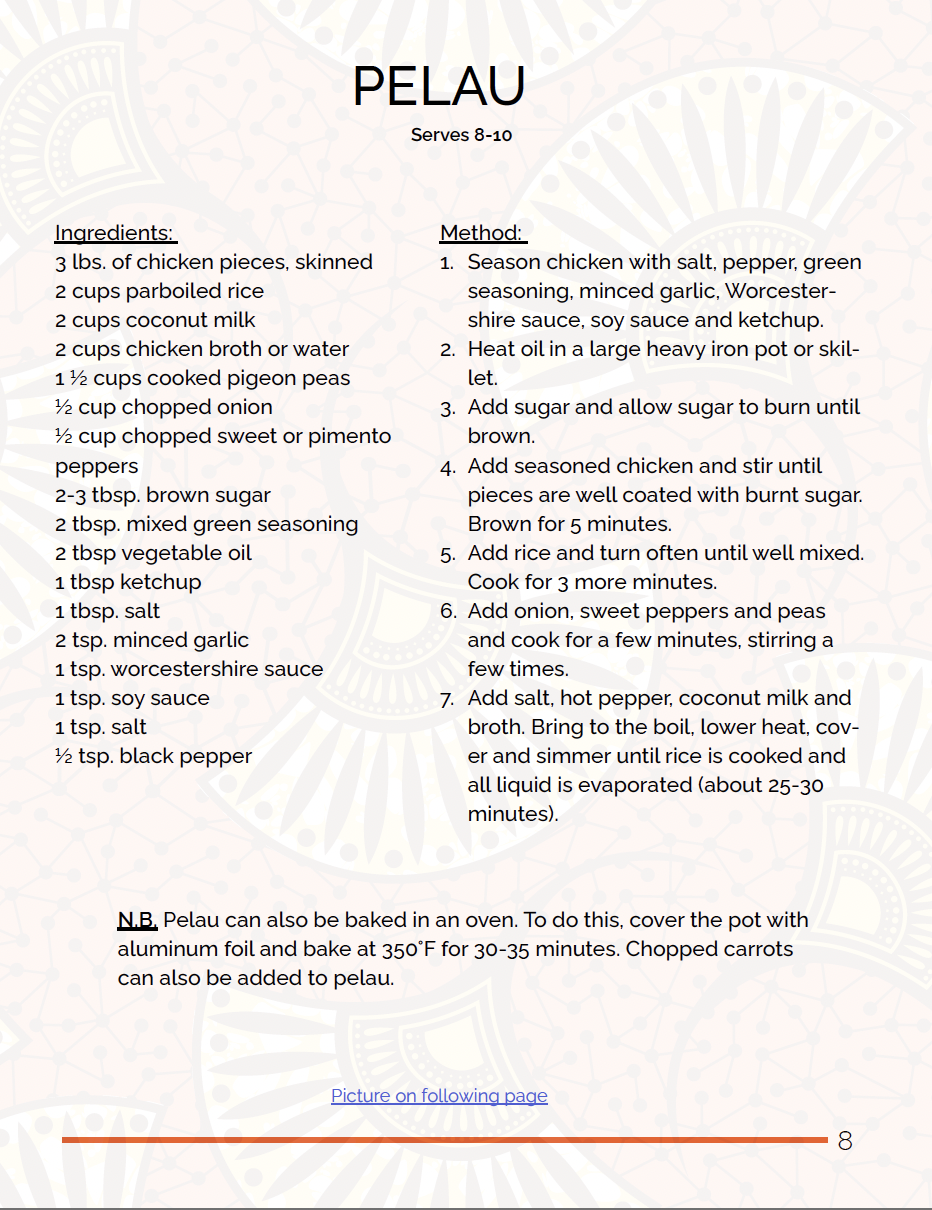 PELAU
Serves 8-10
Ingredients:
3 lbs. of chicken pieces, skinned
2 cups parboiled rice
2 cups coconut milk
2 cups chicken broth or water
1 ½ cups cooked pigeon peas
½ cup chopped onion
½ cup chopped sweet or pimento
peppers
2-3 tbsp. brown sugar
2 tbsp. mixed green seasoning
2 tbsp vegetable oil
1 tbsp ketchup
1 tbsp. salt
2 tsp. minced garlic
1 tsp. worcestershire sauce
1 tsp. soy sauce
1 tsp. salt
½ tsp. black pepper
Method:
1. Season chicken with salt, pepper, green
seasoning, minced garlic, Worcester-
shire sauce, soy sauce and ketchup.
2. Heat oil in a large heavy iron pot or skil-
let.
3. Add sugar and allow sugar to burn until
brown.
4. Add seasoned chicken and stir until
pieces are well coated with burnt sugar.
Brown for 5 minutes.
5. Add rice and turn often until well mixed.
Cook for 3 more minutes.
6. Add onion, sweet peppers and peas
and cook for a few minutes, stirring a
few times.
7. Add salt, hot pepper, coconut milk and
broth. Bring to the boil, lower heat, cov-
er and simmer until rice is cooked and
all liquid is evaporated (about 25-30
minutes).
N.B. Pelau can also be baked in an oven. To do this, cover the pot with
aluminum foil and bake at 350°F for 30-35 minutes. Chopped carrots
can also be added to pelau.
Picture on following page
8